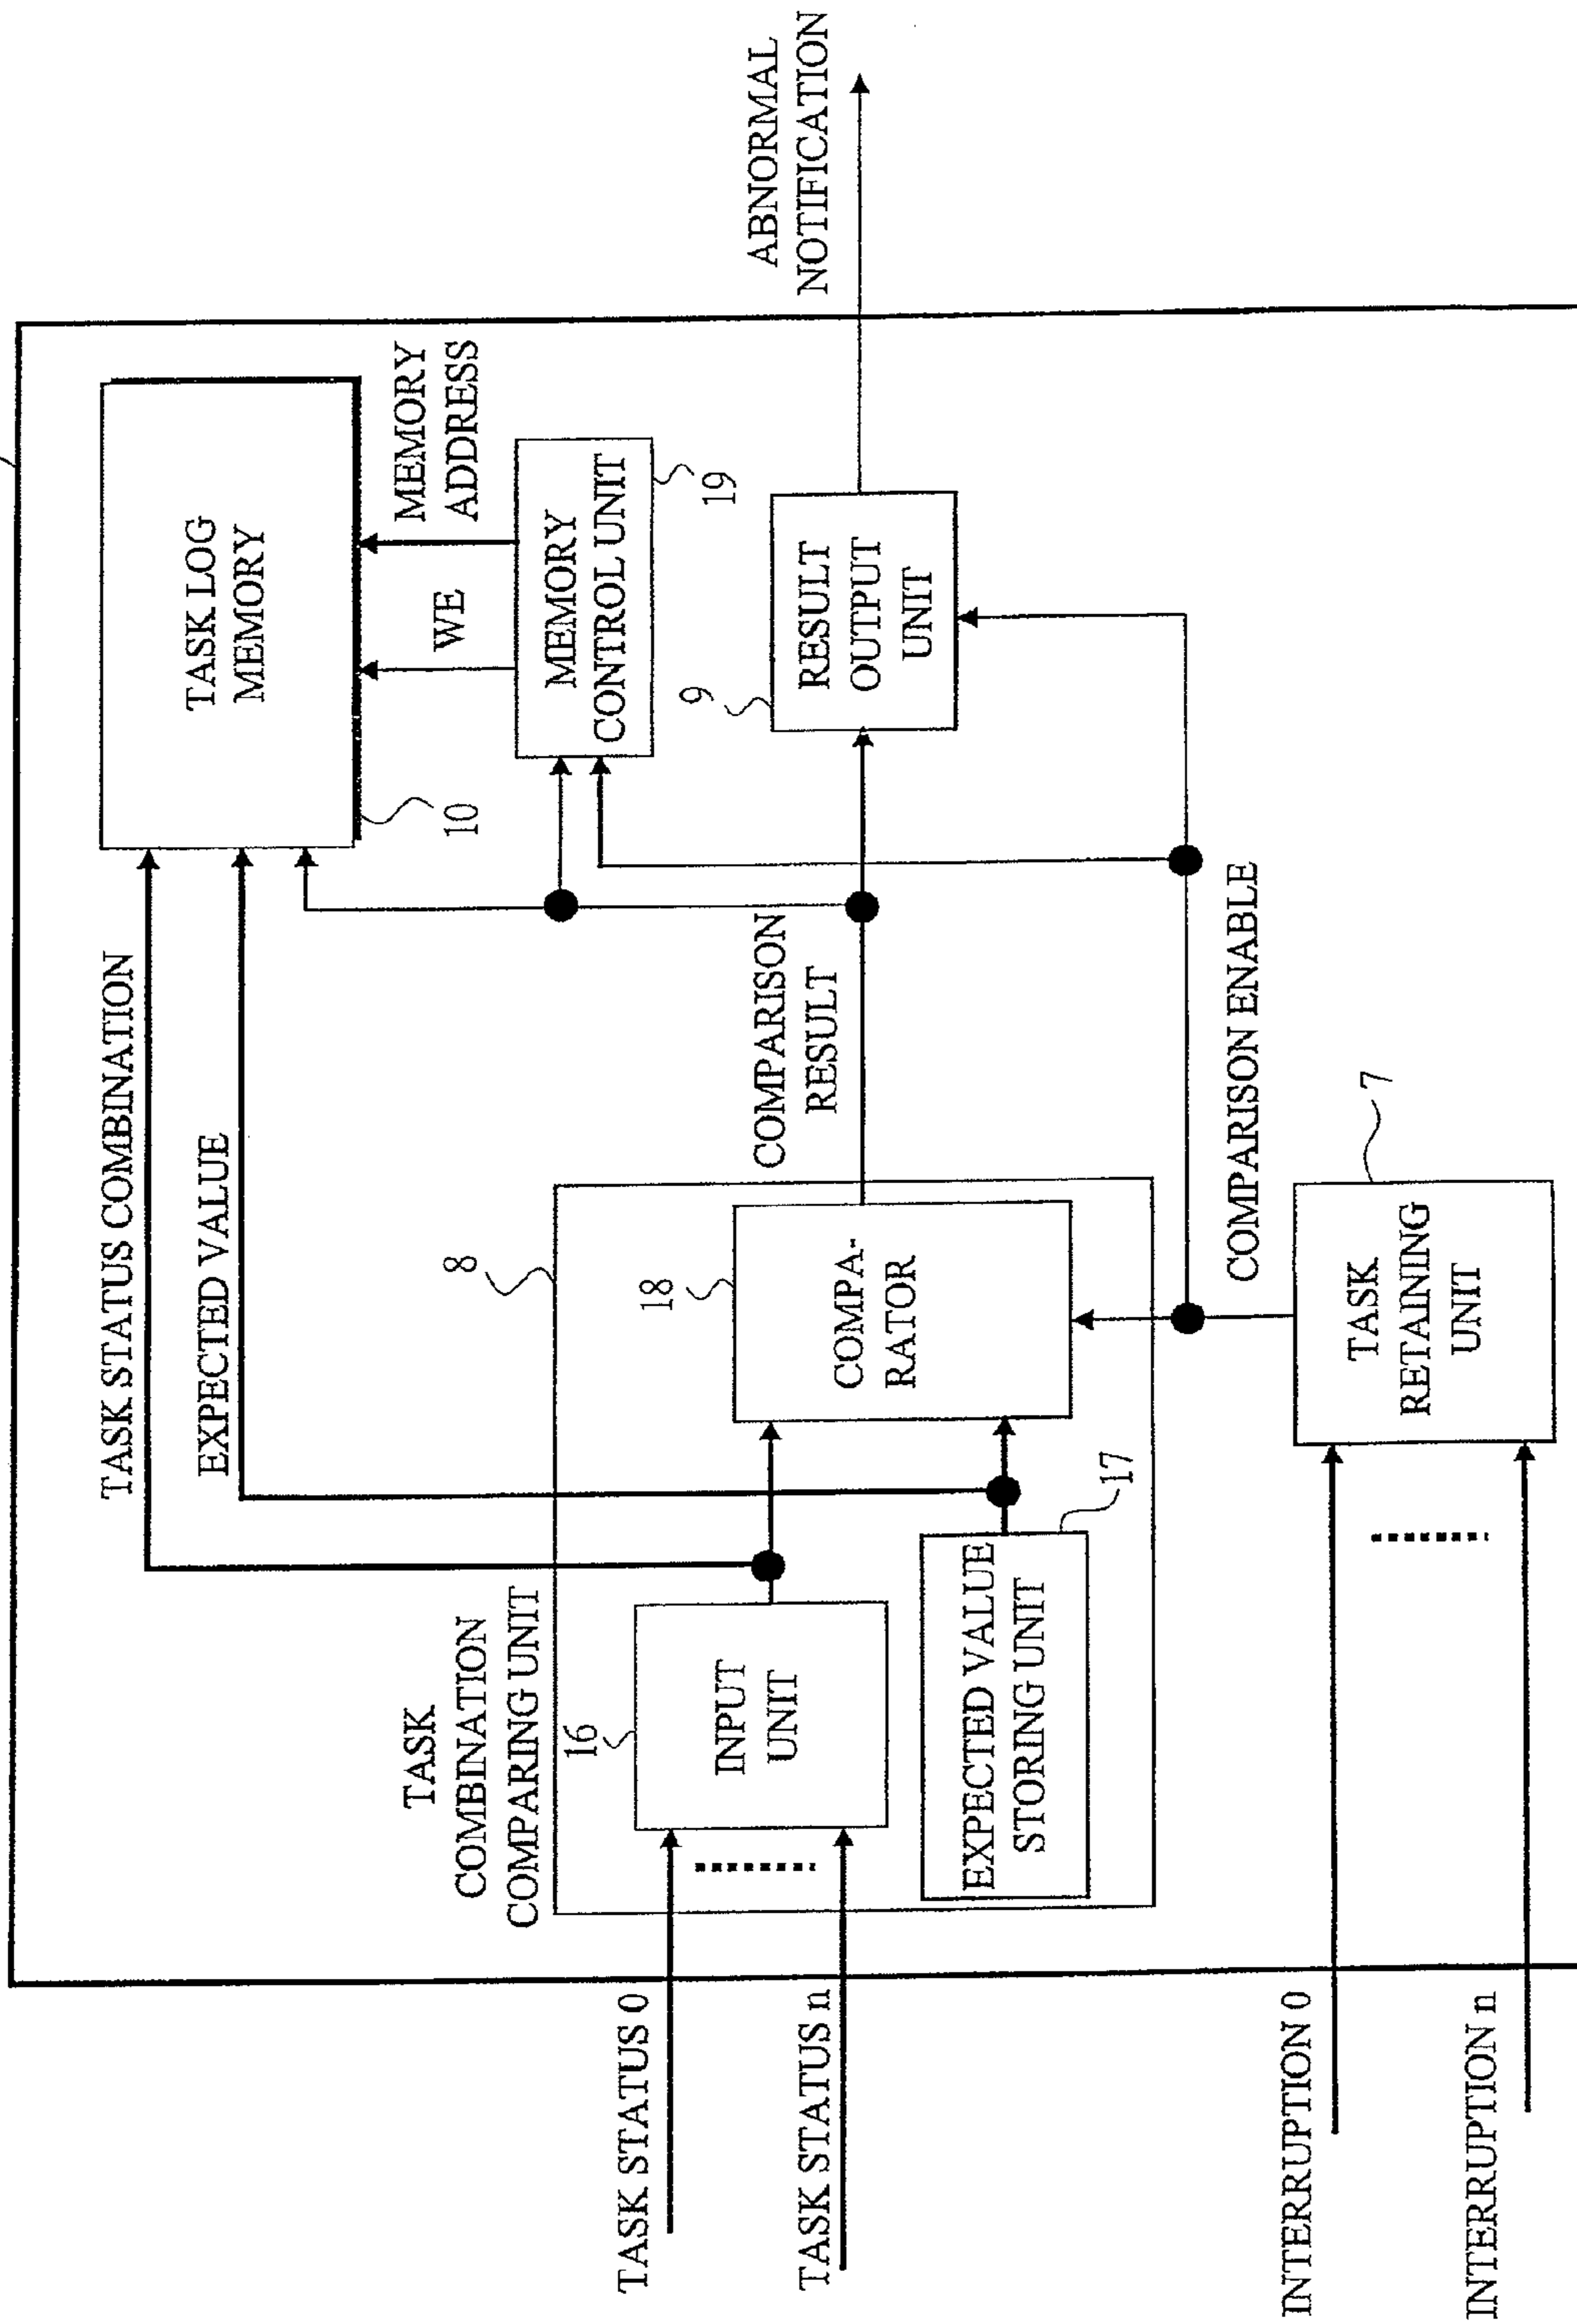 TASK STATUS COMBINATION
EXPECTED VALUE
TASK LOG
MEMORY
10
MEMORY
ADDRESS
WE
MEMORY
CONTROL UNIT
19
TASK
COMBINATION
COMPARING UNIT
8
16
INPUT
UNIT
18
COMPA-
RATOR
EXPECTED VALUE
STORING UNIT
17
COMPARISON
RESULT
9
RESULT
OUTPUT
UNIT
ABNORMAL
NOTIFICATION
TASK STATUS 0
TASK STATUS n
COMPARISON ENABLE
7
TASK
RETAINING
UNIT
INTERRUPTION 0
INTERRUPTION n